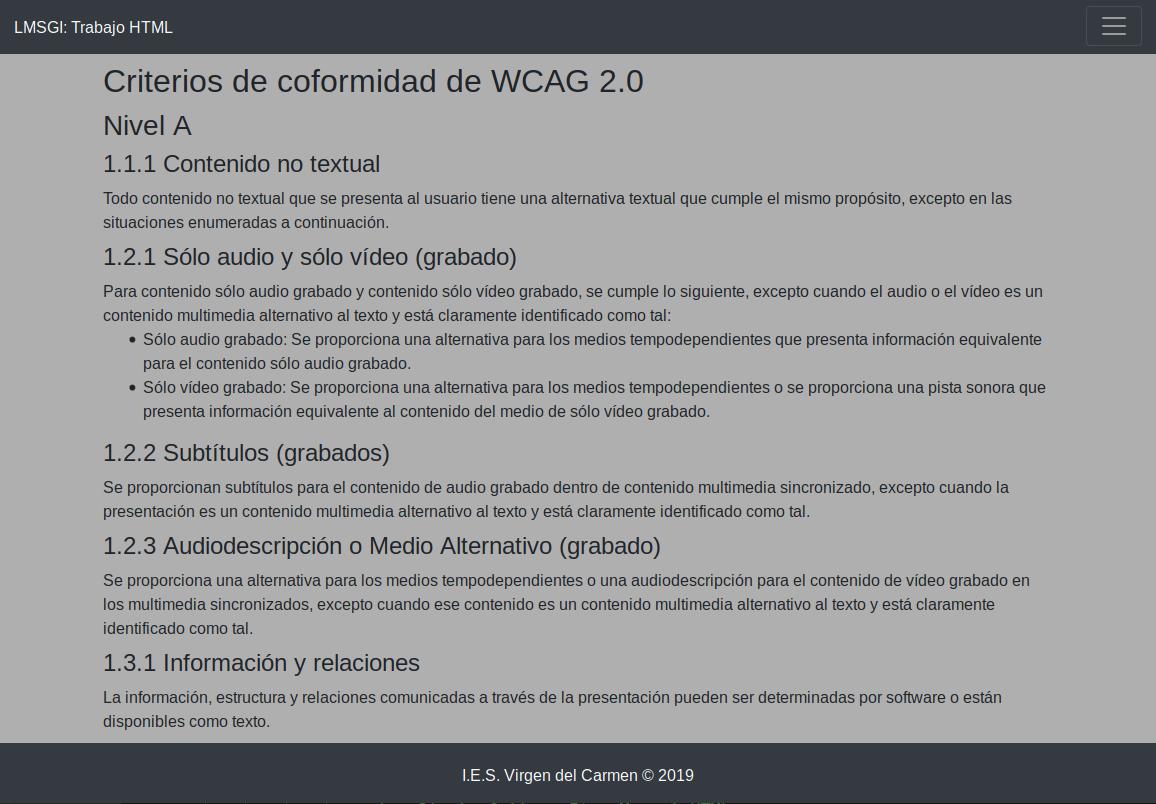 LMSGI: Trabajo HTML
Criterios de coformidad de WCAG 2.0
Nivel A
1.1.1 Contenido no textual
Todo contenido no textual que se presenta al usuario tiene una alternativa textual que cumple el mismo propósito, excepto en las
situaciones enumeradas a continuación.
1.2.1 Sólo audio y sólo vídeo (grabado)
Para contenido sólo audio grabado y contenido sólo vídeo grabado, se cumple lo siguiente, excepto cuando el audio o el vídeo es un
contenido multimedia alternativo al texto y está claramente identificado como tal:
• Sólo audio grabado: Se proporciona una alternativa para los medios tempodependientes que presenta información equivalente
para el contenido sólo audio grabado.
• Sólo vídeo grabado: Se proporciona una alternativa para los medios tempodependientes o se proporciona una pista sonora que
presenta información equivalente al contenido del medio de sólo vídeo grabado.
1.2.2 Subtítulos (grabados)
Se proporcionan subtítulos para el contenido de audio grabado dentro de contenido multimedia sincronizado, excepto cuando la
presentación es un contenido multimedia alternativo al texto y está claramente identificado como tal.
1.2.3 Audiodescripción o Medio Alternativo (grabado)
Se proporciona una alternativa para los medios tempodependientes o una audiodescripción para el contenido de vídeo grabado en
los multimedia sincronizados, excepto cuando ese contenido es un contenido multimedia alternativo al texto y está claramente
identificado como tal.
1.3.1 Información y relaciones
La información, estructura y relaciones comunicadas a través de la presentación pueden ser determinadas por software o están
disponibles como texto.
I.E.S. Virgen del Carmen © 2019